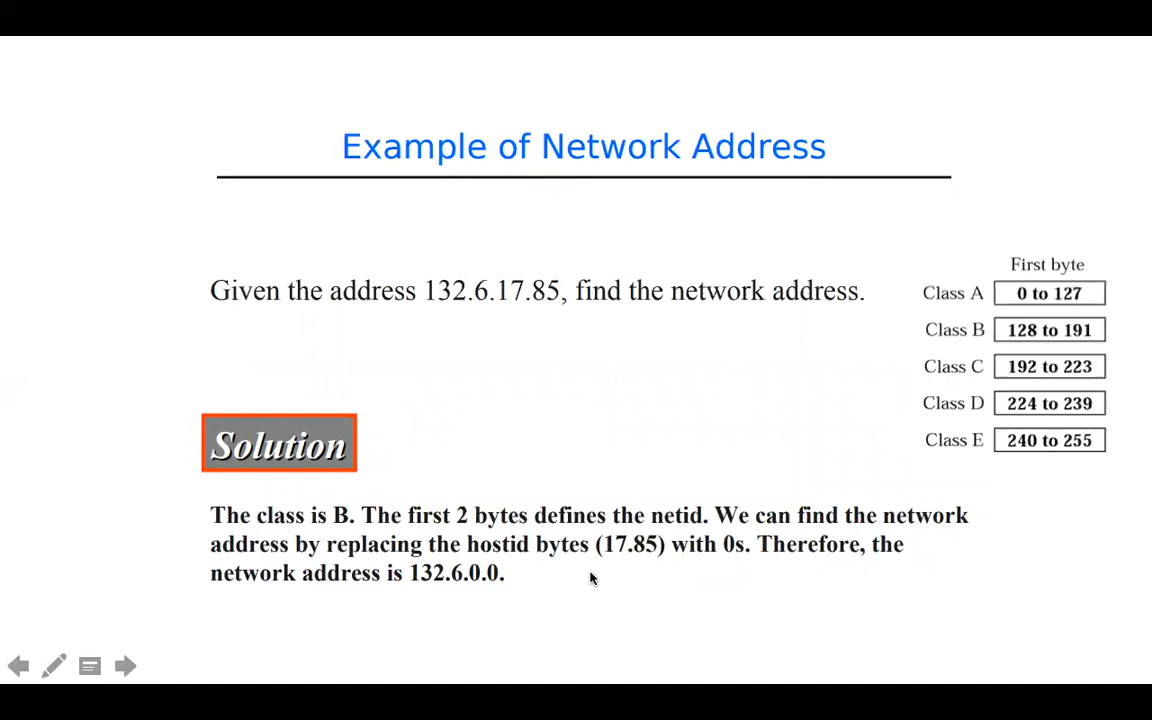 Example of Network Address
Given the address 132.6.17.85, find the network address.
First byte
Class A 0 to 127
Class B 128 to 191
Class C 192 to 223
Class D 224 to 239
Class E 240 to 255
Solution
The class is B. The first 2 bytes defines the netid. We can find the network
address by replacing the hostid bytes (17.85) with 0s. Therefore, the
network address is 132.6.0.0.